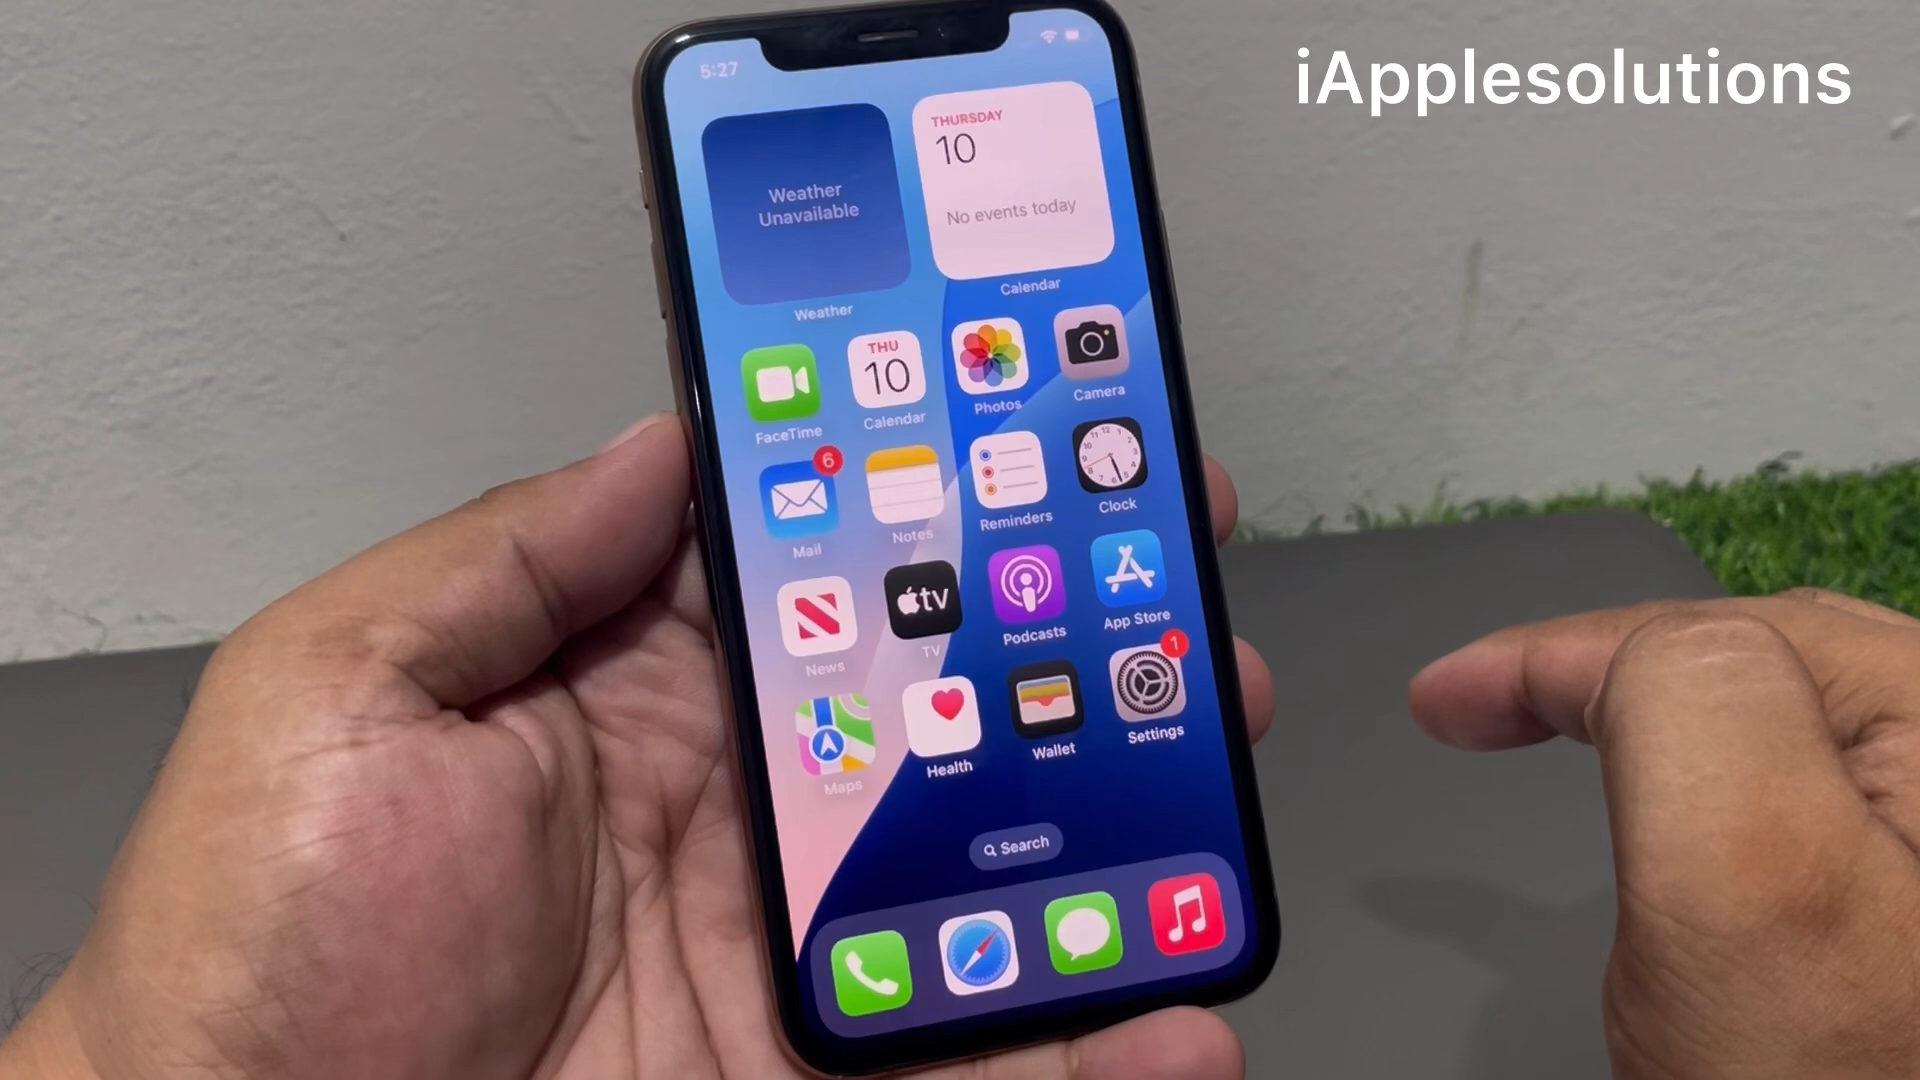 iApplesolutions
5:27
Weather
Unavailable
THURSDAY
10
No events today
Weather
Calendar
THU
10
FaceTime
Calendar
Photos
Camera
6
Mail
Notes
Reminders
Clock
tv
News
TV
Podcasts
App Store
1
Maps
Health
Wallet
Settings
Search